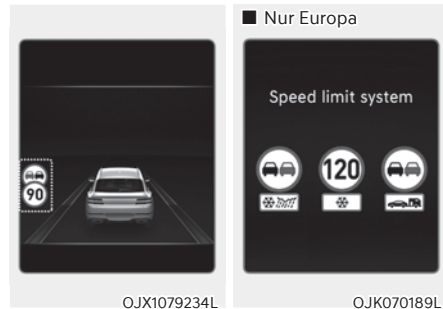 ■ Nur Europa
90
OJX1079234L
Speed limit system
120
OJK070189L